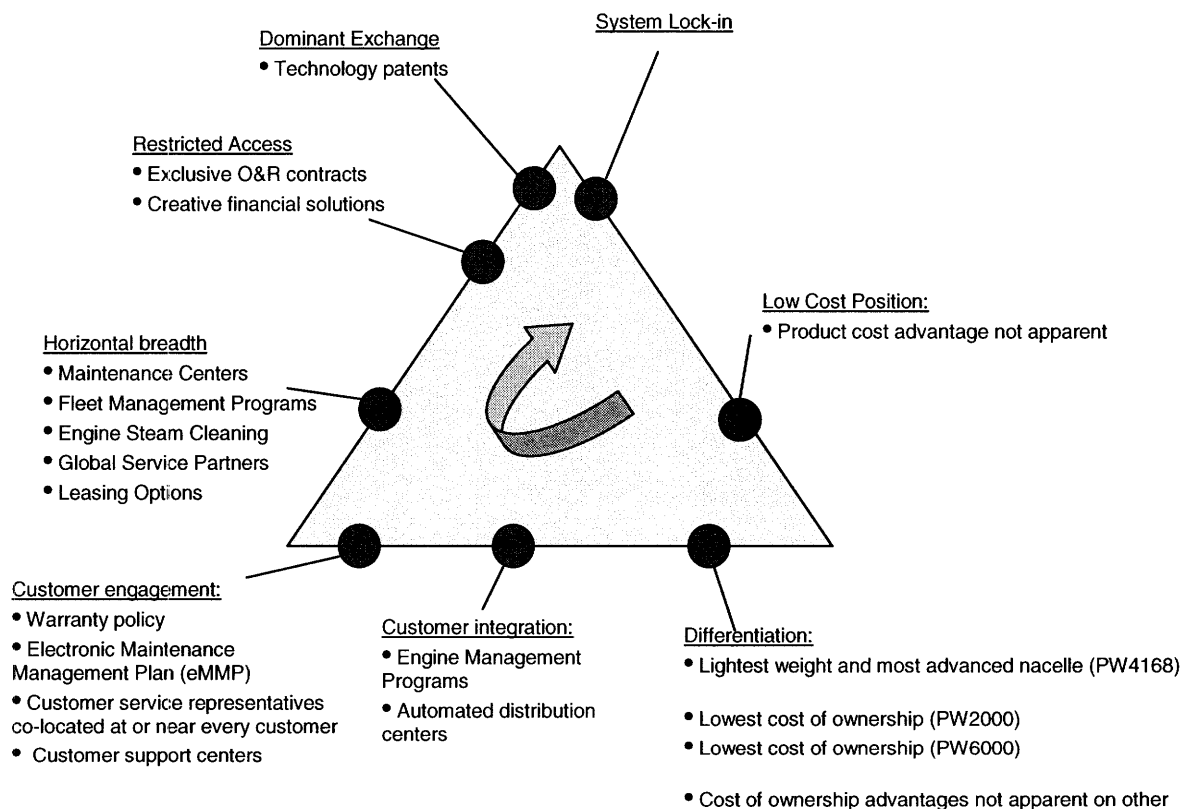 System Lock-in
Dominant Exchange
• Technology patents
Restricted Access
• Exclusive O&R contracts
• Creative financial solutions
Low Cost Position:
• Product cost advantage not apparent
Horizontal breadth
• Maintenance Centers
• Fleet Management Programs
• Engine Steam Cleaning
• Global Service Partners
• Leasing Options
Customer engagement:
• Warranty policy
• Electronic Maintenance
Management Plan (eMMP)
• Customer service representatives
co-located at or near every customer
• Customer support centers
Customer integration:
• Engine Management
Programs
• Automated distribution
centers
Differentiation:
• Lightest weight and most advanced nacelle (PW4168)
• Lowest cost of ownership (PW2000)
• Lowest cost of ownership (PW6000)
• Cost of ownership advantages not apparent on other